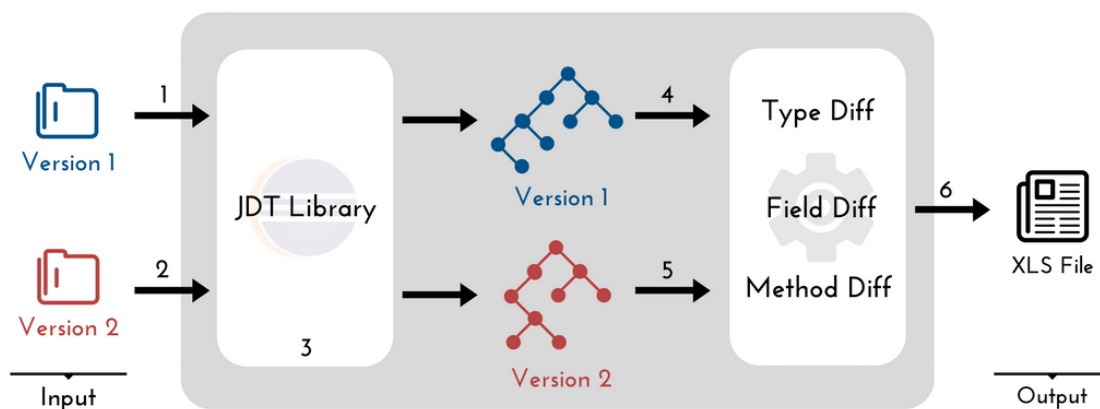 1
Version 1
2
Version 2
Input
JDT Library
3
Version 1
Version 2
4
5
Type Diff
Field Diff
Method Diff
6
XLS File
Output